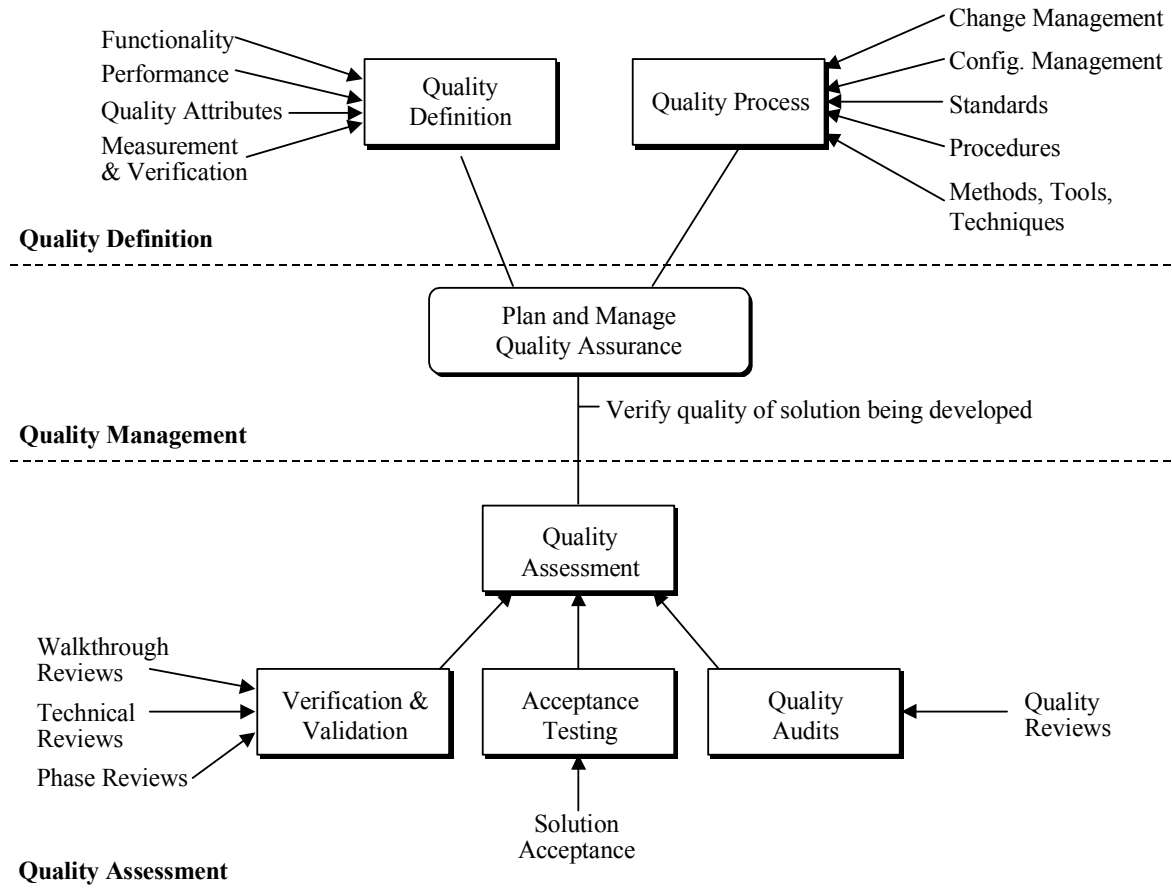 Functionality
Performance
Quality Attributes
Measurement
& Verification
Quality
Definition
Quality Process
Change Management
Config. Management
Standards
Procedures
Methods, Tools,
Techniques
Quality Definition
Plan and Manage
Quality Assurance
Verify quality of solution being developed
Quality Management
Quality
Assessment
Walkthrough
Reviews
Technical
Reviews
Phase Reviews
Verification &
Validation
Acceptance
Testing
Quality
Audits
Quality
Reviews
Solution
Acceptance
Quality Assessment